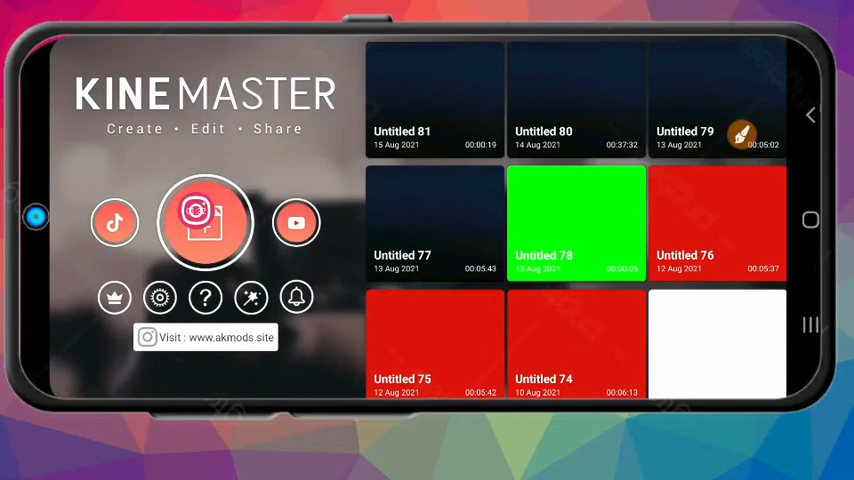 KINEMASTER
Create • Edit • Share
Visit : www.akmods.site
Untitled 81
15 Aug 2021
00:00:19
Untitled 80
14 Aug 2021
00:37:32
Untitled 79
13 Aug 2021
00:05:02
Untitled 77
13 Aug 2021
00:05:43
Untitled 78
13 Aug 2021
00:00:05
Untitled 76
12 Aug 2021
00:05:37
Untitled 75
12 Aug 2021
00:05:42
Untitled 74
10 Aug 2021
00:06:13